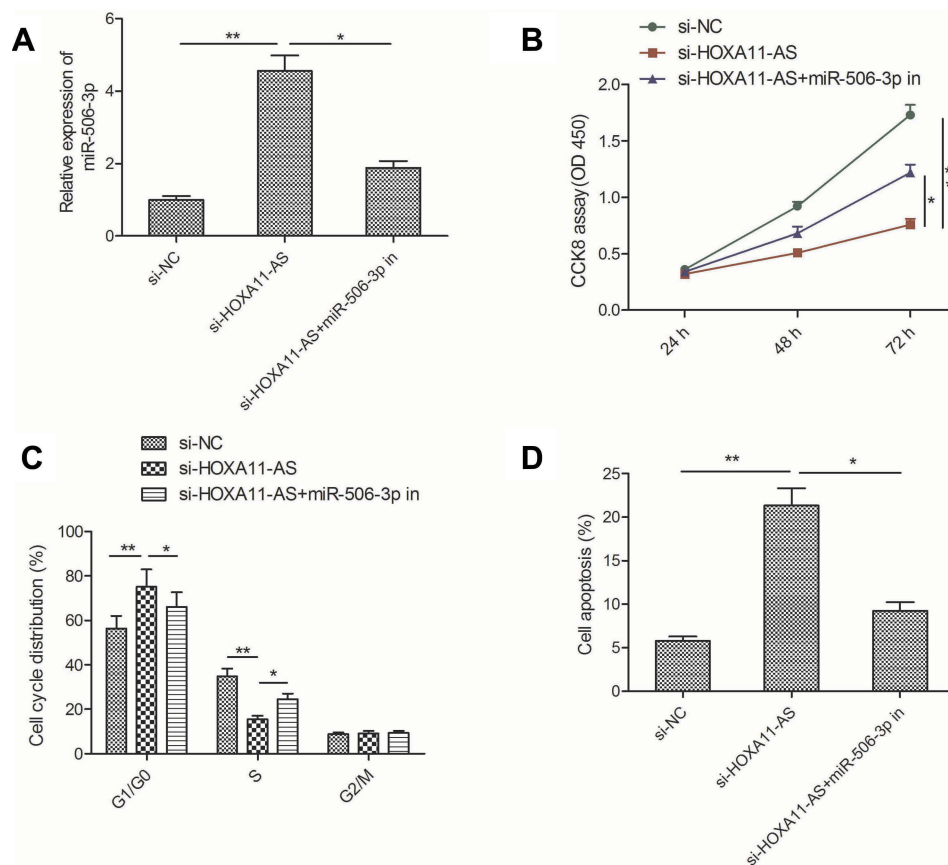 A
Relative expression of
miR-506-3p
6
4
2
0
**
*
si-NC
si-HOXA11-AS
si-HOXA11-AS+miR-506-3p in
B
si-NC
si-HOXA11-AS
si-HOXA11-AS+miR-506-3p in
CCK8 assay (OD 450)
2.0
1.5
1.0
0.5
0.0
24 h
48 h
72 h
*
**
C
si-NC
si-HOXA11-AS
si-HOXA11-AS+miR-506-3p in
Cell cycle distribution (%)
100
80
60
40
20
0
**
*
**
*
G1/G0
S
G2/M
D
Cell apoptosis (%)
25
20
15
10
5
0
**
*
si-NC
si-HOXA11-AS
si-HOXA11-AS+miR-506-3p in